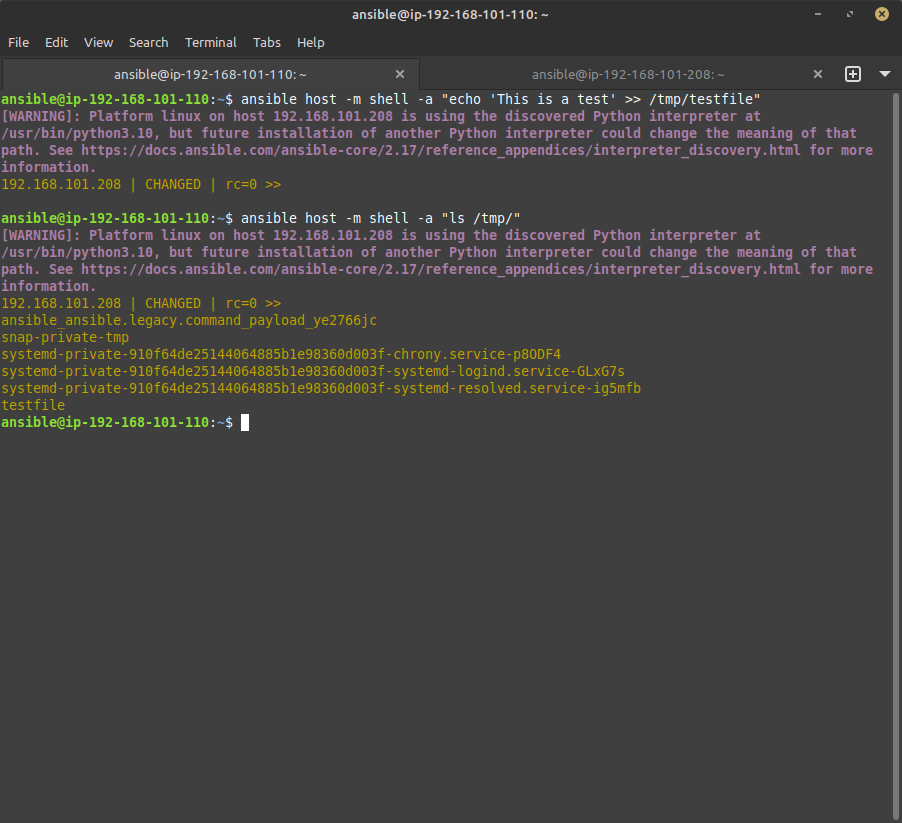 ansible@ip-192-168-101-110: ~
File Edit View Search Terminal Tabs Help
ansible@ip-192-168-101-110: ~ ansible@ip-192-168-101-208: ~
ansible@ip-192-168-101-110:~$ ansible host -m shell -a "echo 'This is a test' >> /tmp/testfile"
[WARNING]: Platform linux on host 192.168.101.208 is using the discovered Python interpreter at
/usr/bin/python3.10, but future installation of another Python interpreter could change the meaning of that
path. See https://docs.ansible.com/ansible-core/2.17/reference_appendices/interpreter_discovery.html for more
information.
192.168.101.208 | CHANGED | rc=0 >>
ansible@ip-192-168-101-110:~$ ansible host -m shell -a "ls /tmp/"
[WARNING]: Platform linux on host 192.168.101.208 is using the discovered Python interpreter at
/usr/bin/python3.10, but future installation of another Python interpreter could change the meaning of that
path. See https://docs.ansible.com/ansible-core/2.17/reference_appendices/interpreter_discovery.html for more
information.
192.168.101.208 | CHANGED | rc=0 >>
ansible_ansible.legacy.command_payload_ye2766jc
snap-private-tmp
systemd-private-910f64de25144064885b1e98360d003f-chrony.service-p8ODF4
systemd-private-910f64de25144064885b1e98360d003f-systemd-logind.service-GLxG7s
systemd-private-910f64de25144064885b1e98360d003f-systemd-resolved.service-ig5mfb
testfile
ansible@ip-192-168-101-110:~$